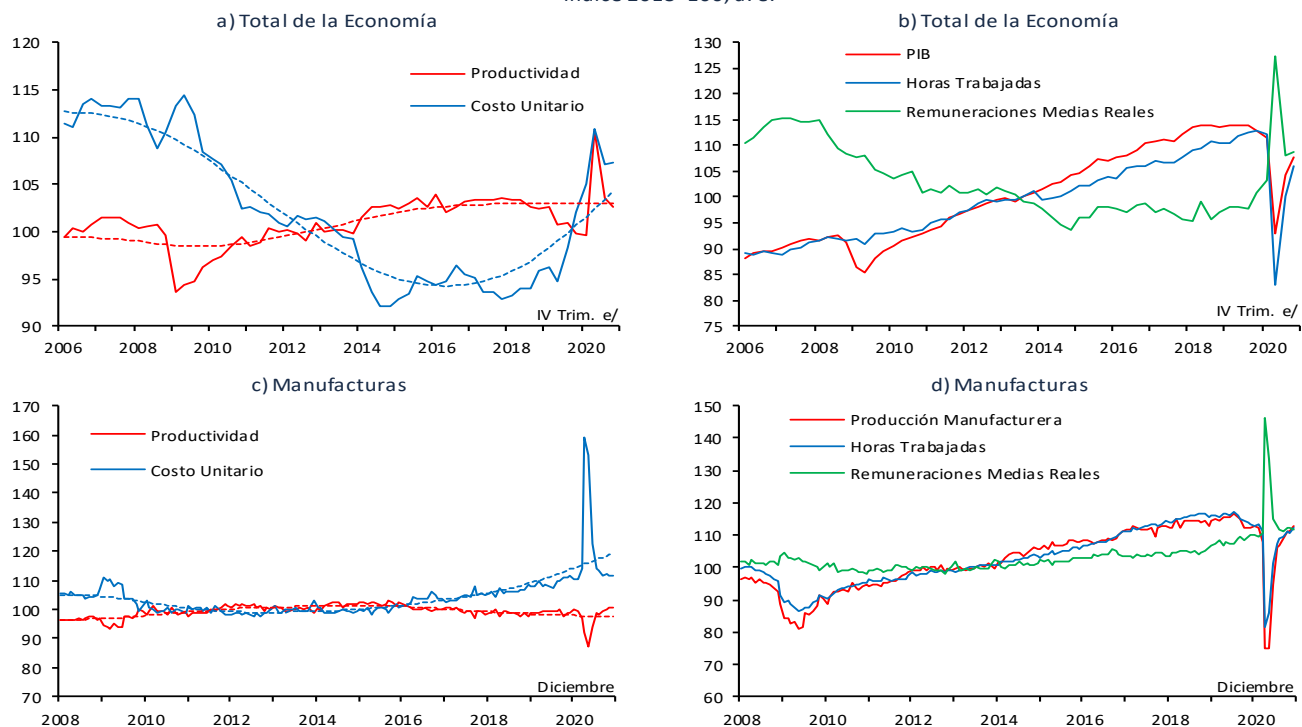 a) Total de la Economía
120
115
110
105
100
95
90
Productividad
Costo Unitario
IV Trim. e/
2006 2008 2010 2012 2014 2016 2018 2020
b) Total de la Economía
130
125
120
115
110
105
100
95
90
85
80
75
PIB
Horas Trabajadas
Remuneraciones Medias Reales
IV Trim. e/
2006 2008 2010 2012 2014 2016 2018 2020
c) Manufacturas
170
160
150
140
130
120
110
100
90
80
70
Productividad
Costo Unitario
Diciembre
2008 2010 2012 2014 2016 2018 2020
d) Manufacturas
150
140
130
120
110
100
90
80
70
60
Producción Manufacturera
Horas Trabajadas
Remuneraciones Medias Reales
Diciembre
2008 2010 2012 2014 2016 2018 2020